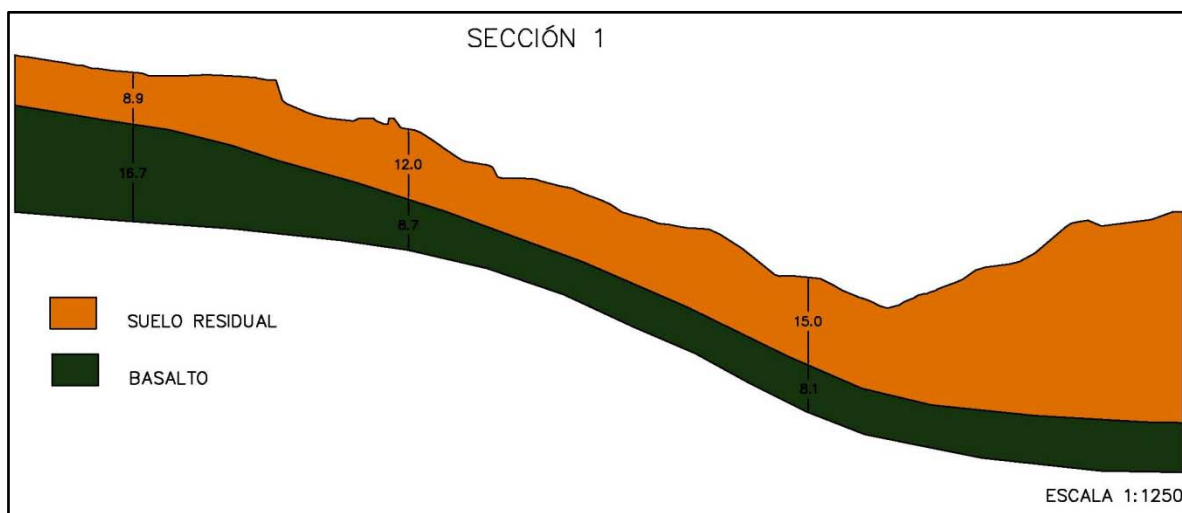 SECCIÓN 1
8.9
16.7
12.0
8.7
15.0
8.1
SUELO RESIDUAL
BASALTO
ESCALA 1:1250